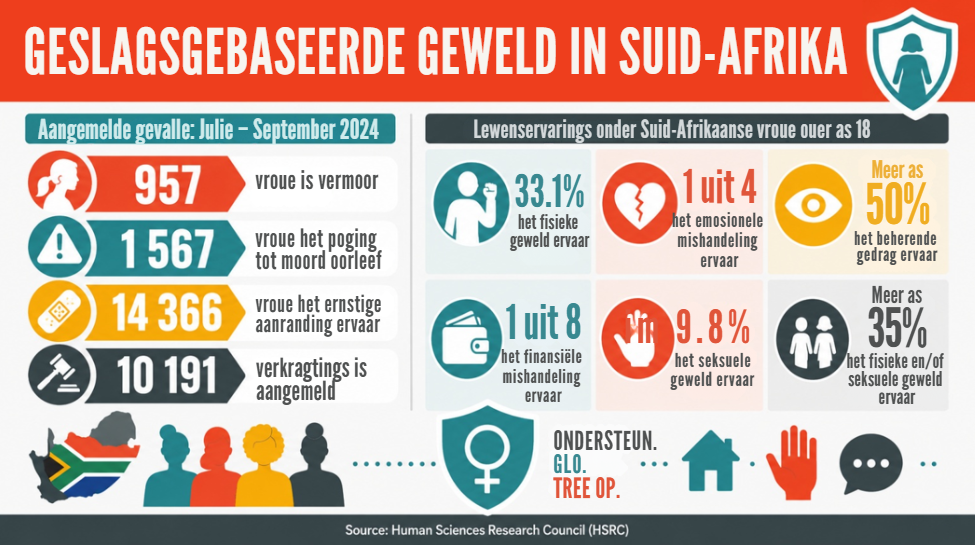 GESLAGSGEBASEERDE GEWELD IN SUID-AFRIKA
Aangemelde gevalle: Julie – September 2024
957
vroue is vermoor
1 567
vroue het poging
tot moord oorleef
14 366
vroue het ernstige
aanranding ervaar
10 191
verkragtings is
aangemeld
Lewenservarings onder Suid-Afrikaanse vroue ouer as 18
33.1%
het fisieke
geweld ervaar
1 uit 4
het emosionele
mishandeling
ervaar
Meer as
50%
het beherende
gedrag ervaar
1 uit 8
het finansiële
mishandeling
ervaar
9.8%
het seksuele
geweld ervaar
Meer as
35%
het fisieke en/of
seksuele geweld
ervaar
ONDERSTEUN.
GLO.
TREE OP.
Source: Human Sciences Research Council (HSRC)